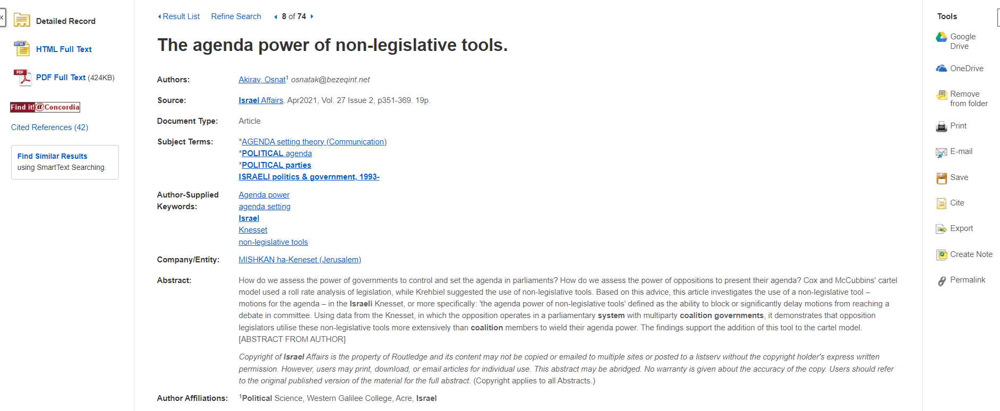 Detailed Record
HTML Full Text
PDF Full Text (424KB)
Find it!@Concordia
Cited References (42)
Find Similar Results
using SmartText Searching.
Result List Refine Search 8 of 74
The agenda power of non-legislative tools.
Authors: Akirav, Osnat1 osnatak@bezeqint.net
Source: Israel Affairs. Apr2021, Vol. 27 Issue 2, p351-369. 19p.
Document Type: Article
Subject Terms: *AGENDA setting theory (Communication)
*POLITICAL agenda
*POLITICAL parties
ISRAELI politics & government, 1993-
Author-Supplied Keywords: Agenda power
agenda setting
Israel
Knesset
non-legislative tools
Company/Entity: MISHKAN ha-Keneset (Jerusalem)
Abstract: How do we assess the power of governments to control and set the agenda in parliaments? How do we assess the power of oppositions to present their agenda? Cox and McCubbins' cartel
model used a roll rate analysis of legislation, while Krehbiel suggested the use of non-legislative tools. Based on this advice, this article investigates the use of a non-legislative tool –
motions for the agenda – in the Israeli Knesset, or more specifically: 'the agenda power of non-legislative tools' defined as the ability to block or significantly delay motions from reaching a
debate in committee. Using data from the Knesset, in which the opposition operates in a parliamentary system with multiparty coalition governments, it demonstrates that opposition
legislators utilise these non-legislative tools more extensively than coalition members to wield their agenda power. The findings support the addition of this tool to the cartel model.
[ABSTRACT FROM AUTHOR]
Copyright of Israel Affairs is the property of Routledge and its content may not be copied or emailed to multiple sites or posted to a listserv without the copyright holder's express written
permission. However, users may print, download, or email articles for individual use. This abstract may be abridged. No warranty is given about the accuracy of the copy. Users should refer
to the original published version of the material for the full abstract. (Copyright applies to all Abstracts.)
Author Affiliations: 1Political Science, Western Galilee College, Acre, Israel
Tools
Google
Drive
OneDrive
Remove
from folder
Print
E-mail
Save
Cite
Export
Create Note
Permalink